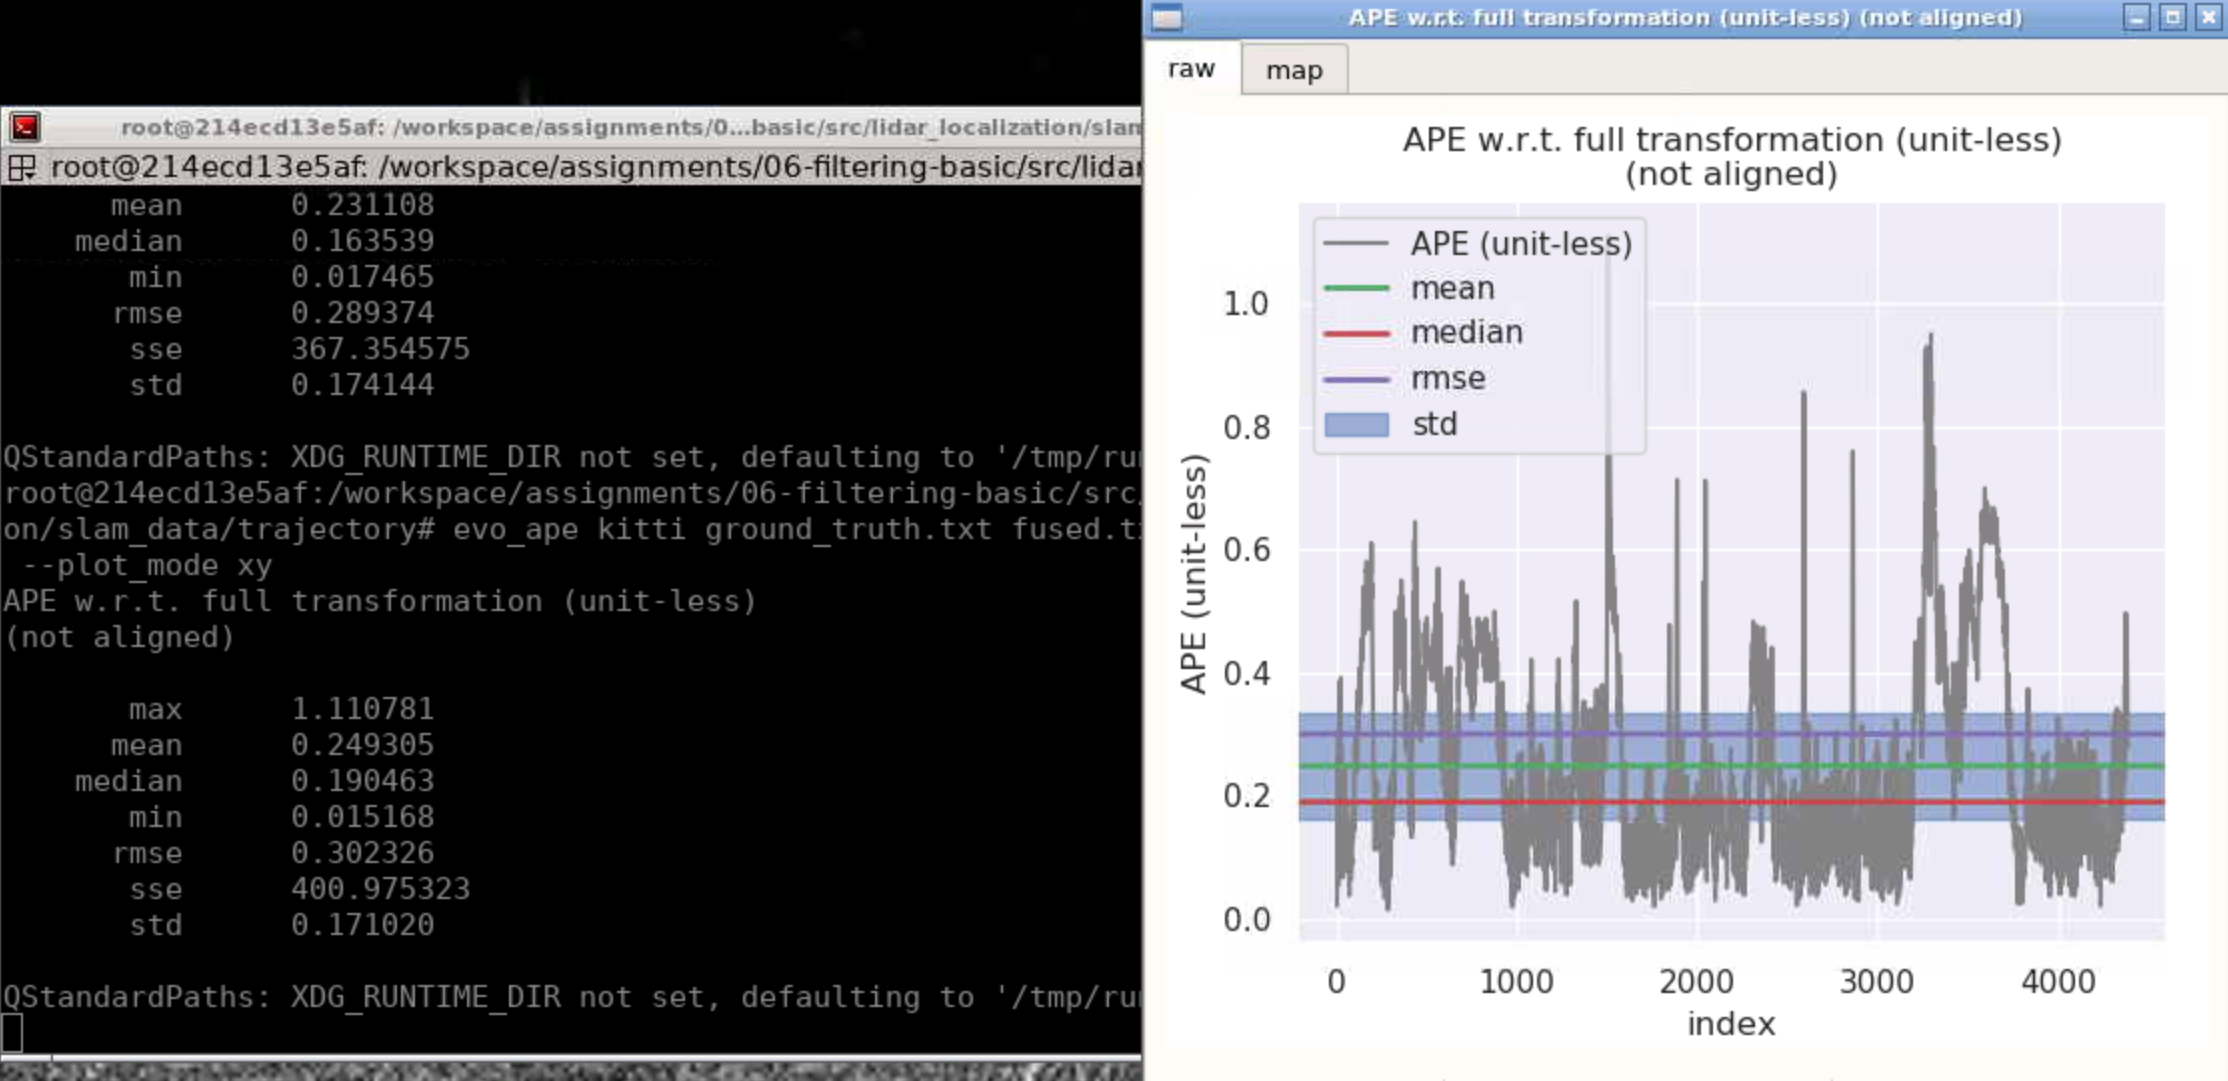 root@214ecd13e5af: /workspace/assignments/0...basic/src/lidar_localization/slam
root@214ecd13e5af: /workspace/assignments/06-filtering-basic/src/lidar
mean 0.231108
median 0.163539
min 0.017465
rmse 0.289374
sse 367.354575
std 0.174144
QStandardPaths: XDG_RUNTIME_DIR not set, defaulting to '/tmp/ru
root@214ecd13e5af:/workspace/assignments/06-filtering-basic/src
on/slam_data/trajectory# evo_ape kitti ground_truth.txt fused.t
--plot_mode xy
APE w.r.t. full transformation (unit-less)
(not aligned)
max 1.110781
mean 0.249305
median 0.190463
min 0.015168
rmse 0.302326
sse 400.975323
std 0.171020
QStandardPaths: XDG_RUNTIME_DIR not set, defaulting to '/tmp/ru
APE w.r.t. full transformation (unit-less) (not aligned)
raw map
APE w.r.t. full transformation (unit-less)
(not aligned)
APE (unit-less)
mean
median
rmse
std
1.0
0.8
0.6
0.4
0.2
0.0
APE (unit-less)
0 1000 2000 3000 4000
index